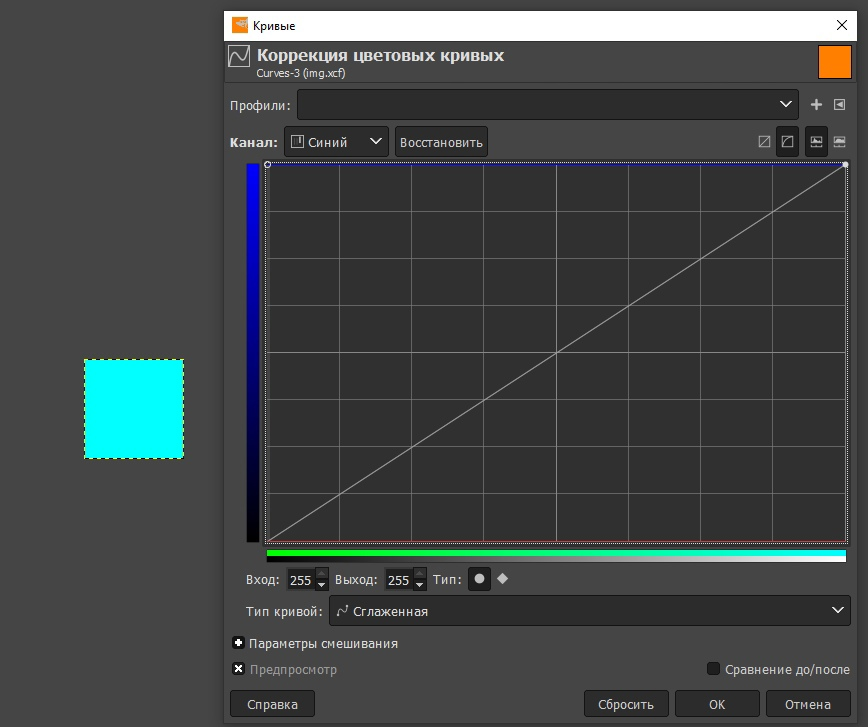 Кривые
Коррекция цветовых кривых
Curves-3 (img.xcf)
Профили:
Канал: Синий Восстановить
Вход: 255 Выход: 255 Тип:
Тип кривой: Сглаженная
Параметры смешивания
Предпросмотр Сравнение до/после
Справка Сбросить OK Отмена